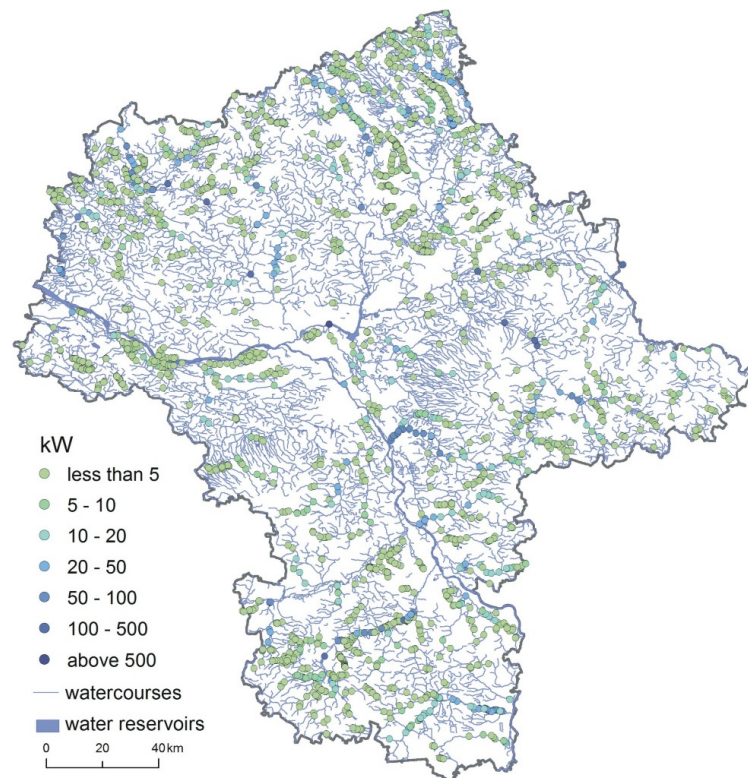 kW
less than 5
5 - 10
10 - 20
20 - 50
50 - 100
100 - 500
above 500
watercourses
water reservoirs
0 20 40 km